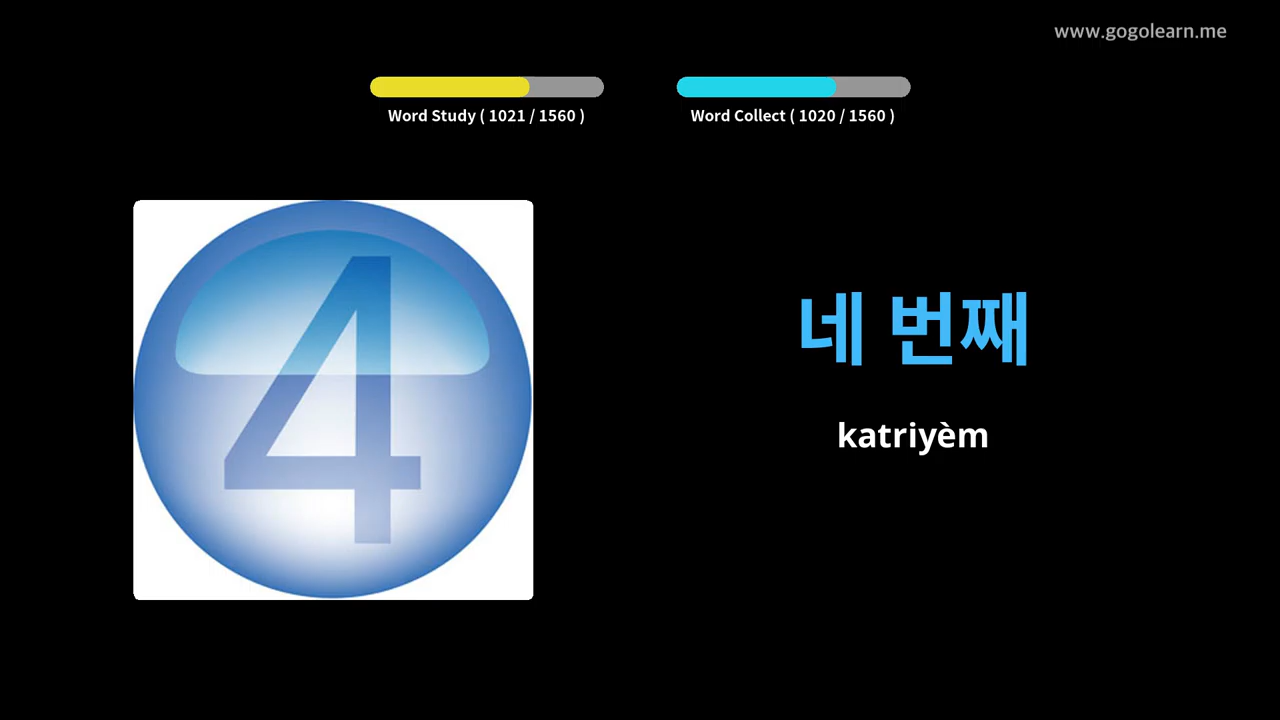 www.gogolearn.me
Word Study ( 1021 / 1560 )
Word Collect ( 1020 / 1560 )
4
네 번째
katriyèm